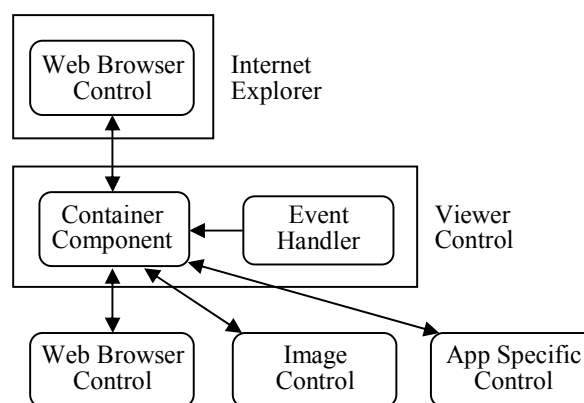 Web Browser
Control
Internet
Explorer
Container
Component
Event
Handler
Viewer
Control
Web Browser
Control
Image
Control
App Specific
Control